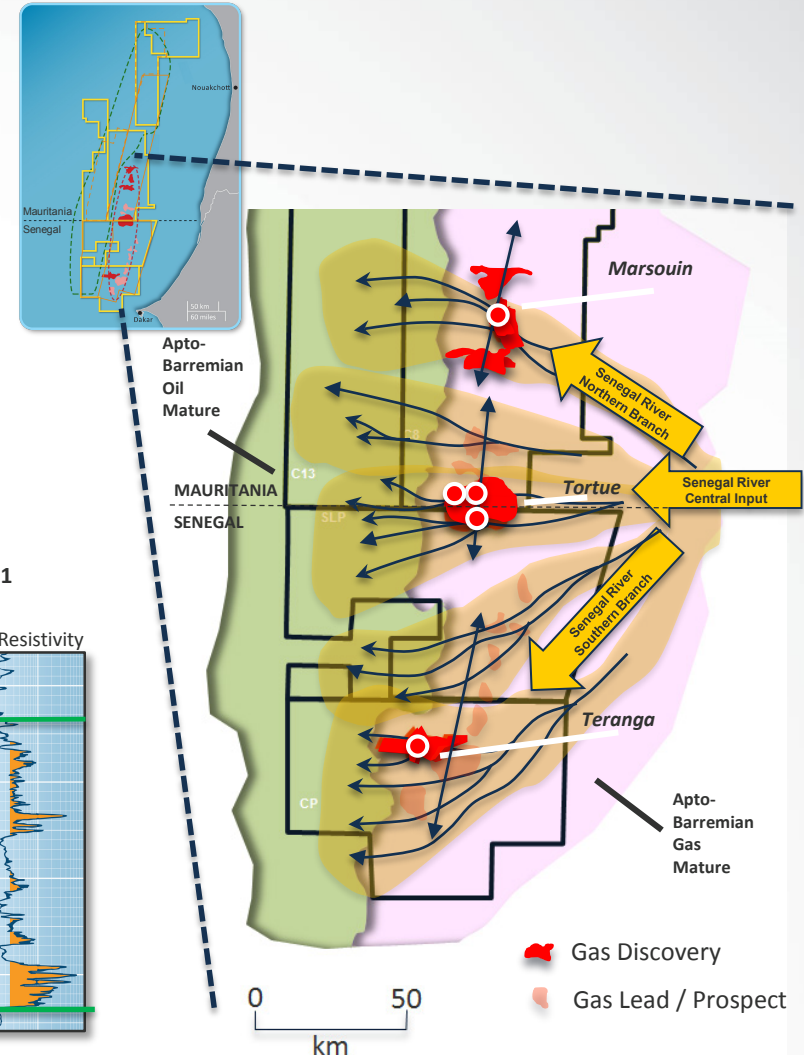 Nouakchott
Mauritania
Senegal
50 km
60 miles
Dakar
Apto-
Barremian
Oil
Mature
Marsouin
Senegal River
Northern Branch
C8
C13
MAURITANIA
SENEGAL
SLP
Tortue
Senegal River
Central Input
Senegal River
Southern Branch
1
Resistivity
Teranga
CP
Apto-
Barremian
Gas
Mature
Gas Discovery
Gas Lead / Prospect
0
50
km